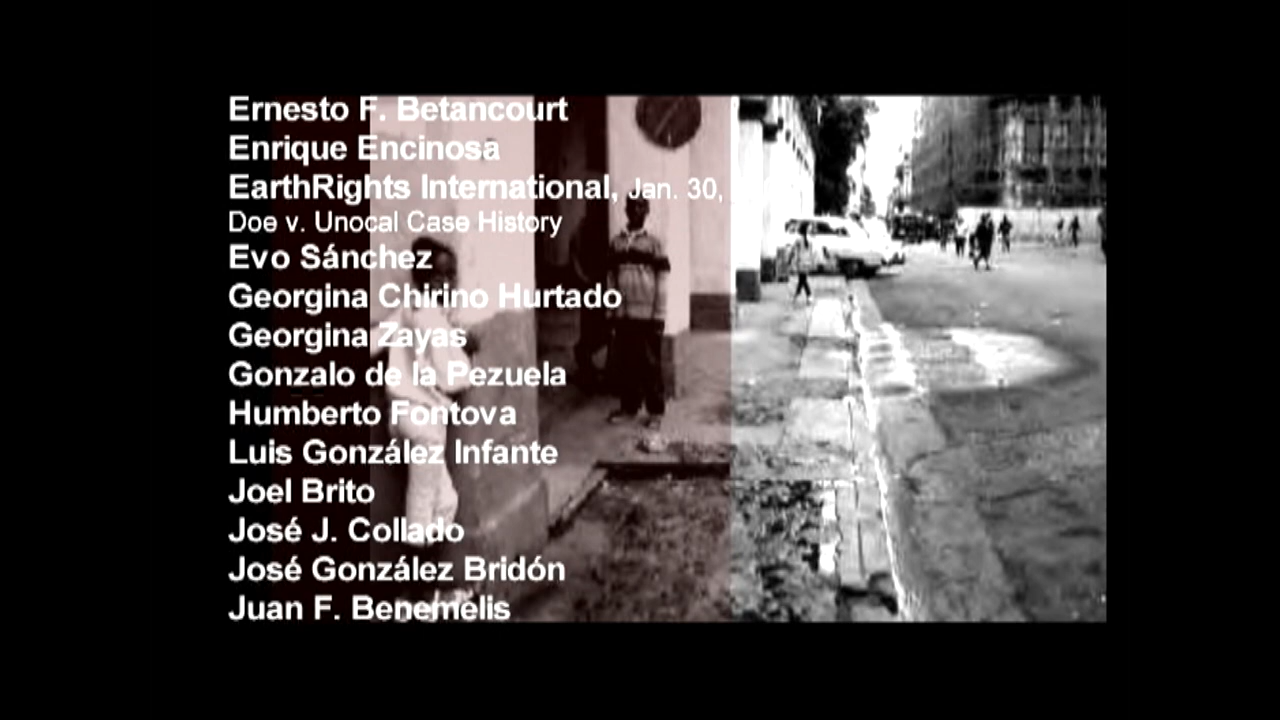 Ernesto F. Betancourt
Enrique Encinosa
EarthRights International, Jan. 30,
Doe v. Unocal Case History
Evo Sánchez
Georgina Chirino Hurtado
Georgina Zayas
Gonzalo de la Pezuela
Humberto Fontova
Luis González Infante
Joel Brito
José J. Collado
José González Bridón
Juan F. Benemelis